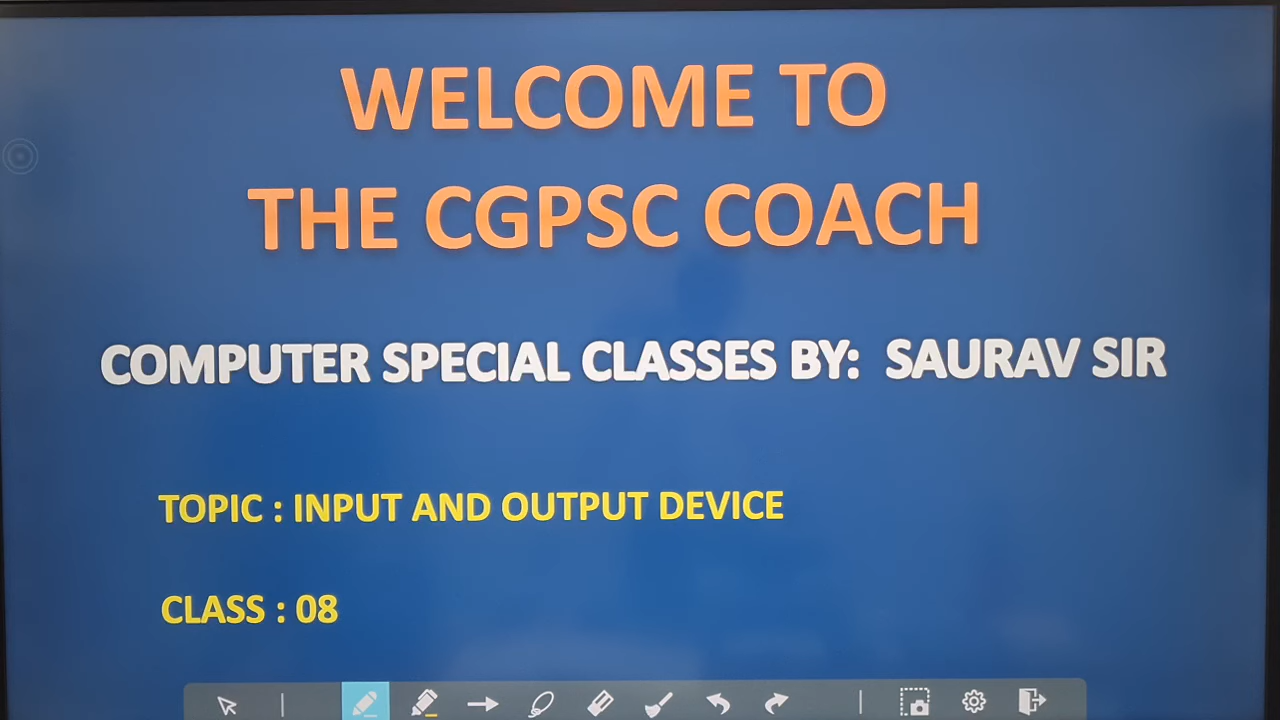 WELCOME TO
THE CGPSC COACH
COMPUTER SPECIAL CLASSES BY: SAURAV SIR
TOPIC : INPUT AND OUTPUT DEVICE
CLASS : 08